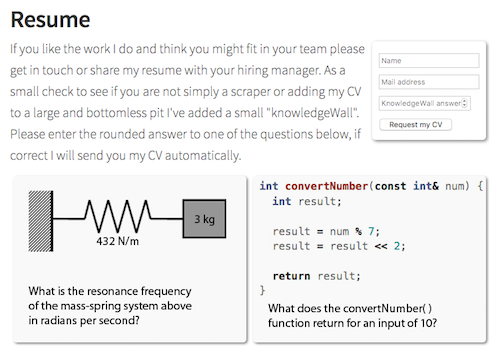 Resume
If you like the work I do and think you might fit in your team please
get in touch or share my resume with your hiring manager. As a
small check to see if you are not simply a scraper or adding my CV
to a large and bottomless pit I've added a small "knowledgeWall".
Please enter the rounded answer to one of the questions below, if
correct I will send you my CV automatically.
Name
Mail address
KnowledgeWall answer
Request my CV
3 kg
432 N/m
What is the resonance frequency
of the mass-spring system above
in radians per second?
int convertNumber(const int& num) {
int result;
result = num % 7;
result = result << 2;
return result;
}
What does the convertNumber( )
function return for an input of 10?